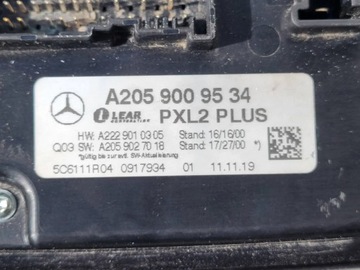 A205 900 95 34
LEAR
PXL2 PLUS
HW: A222 901 03 05 Stand: 16/16/00
Q03 SW: A205 902 70 18 Stand: 17/27/00 *)
*gültig bis zur evtl. SW-Aktualisierung *)
5C6111R04 0917934 01 11.11.19